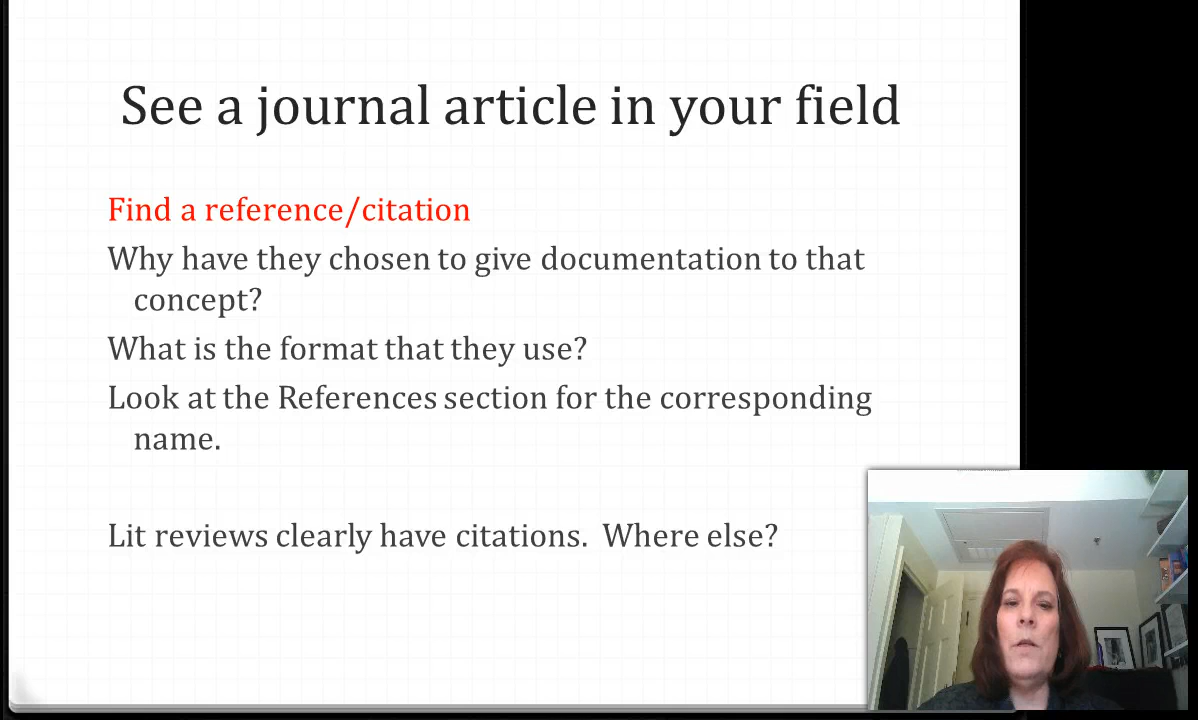 See a journal article in your field
Find a reference/citation
Why have they chosen to give documentation to that
concept?
What is the format that they use?
Look at the References section for the corresponding
name.
Lit reviews clearly have citations.  Where else?